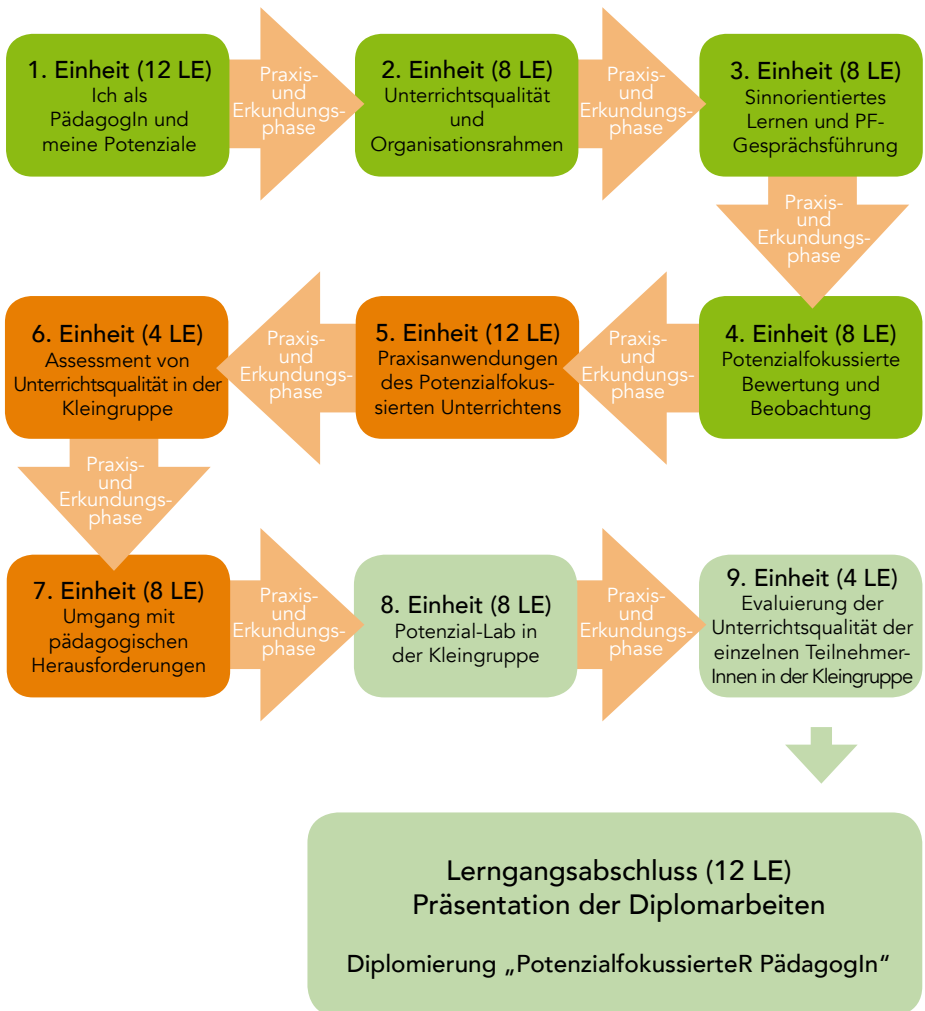 1. Einheit (12 LE)
Ich als
PädagogIn und
meine Potenziale
Praxis-
und
Erkundungs-
phase
2. Einheit (8 LE)
Unterrichtsqualität
und
Organisationsrahmen
Praxis-
und
Erkundungs-
phase
3. Einheit (8 LE)
Sinnorientiertes
Lernen und PF-
Gesprächsführung
Praxis-
und
Erkundungs-
phase
4. Einheit (8 LE)
Potenzialfokussierte
Bewertung und
Beobachtung
Praxis-
und
Erkundungs-
phase
5. Einheit (12 LE)
Praxisanwendungen
des Potenzialfokus-
sierten Unterrichtens
Praxis-
und
Erkundungs-
phase
6. Einheit (4 LE)
Assessment von
Unterrichtsqualität in der
Kleingruppe
Praxis-
und
Erkundungs-
phase
7. Einheit (8 LE)
Umgang mit
pädagogischen
Herausforderungen
Praxis-
und
Erkundungs-
phase
8. Einheit (8 LE)
Potenzial-Lab in
der Kleingruppe
Praxis-
und
Erkundungs-
phase
9. Einheit (4 LE)
Evaluierung der
Unterrichtsqualität der
einzelnen Teilnehmer-
Innen in der Kleingruppe
Lerngangsabschluss (12 LE)
Präsentation der Diplomarbeiten
Diplomierung „PotenzialfokussierteR PädagogIn“